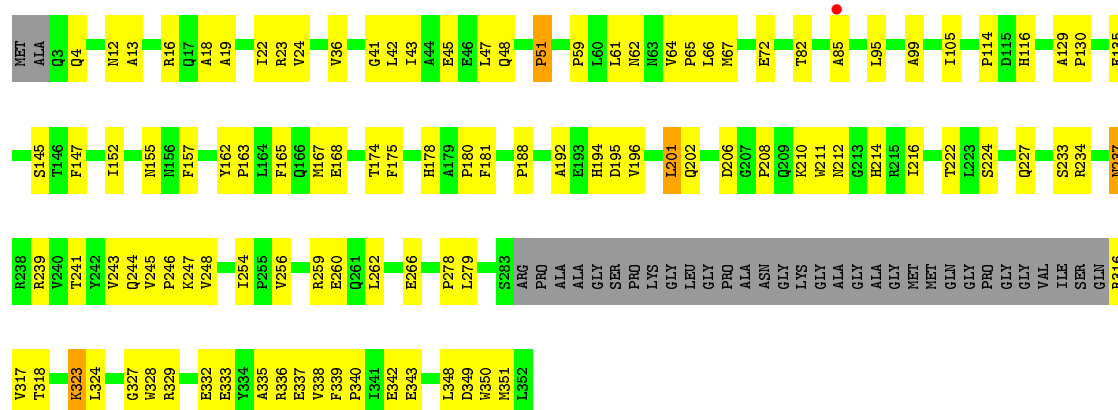 MET ALA Q3 Q4 N12 A13 R16 Q17 A18 A19 I22 R23 V24 V36 G41 L42 I43 A44 E45 E46 L47 Q48 P51 P59 L60 L61 N62 N63 V64 P65 L66 M67 E72 T82 A85 L95 A99 I105 P114 D115 H116 A129 P130
S145 T146 F147 I152 N155 N156 F157 Y162 P163 L164 F165 Q166 M167 E168 T174 F175 H178 A179 P180 F181 P188 A192 E193 H194 D195 V196 L201 Q202 D206 G207 P208 Q209 K210 W211 N212 G213 H214 R215 I216 T222 L223 S224 Q227 S233 R234
R238 R239 V240 T241 Y242 V243 Q244 V245 P246 K247 V248 I254 P255 V256 R259 E260 Q261 L262 E266 P278 L279 S283 ARG PRO ALA ALA GLY SER PRO LYS GLY LEU GLY PRO ALA ASN GLY LYS GLY ALA GLY ALA GLY MET MET GLN GLY PRO GLY GLY VAL ILE SER GLN
V317 T318 K323 L324 G327 W328 R329 E332 E333 Y334 A335 R336 E337 V338 F339 P340 I341 E342 E343 L348 D349 W350 M351 L352